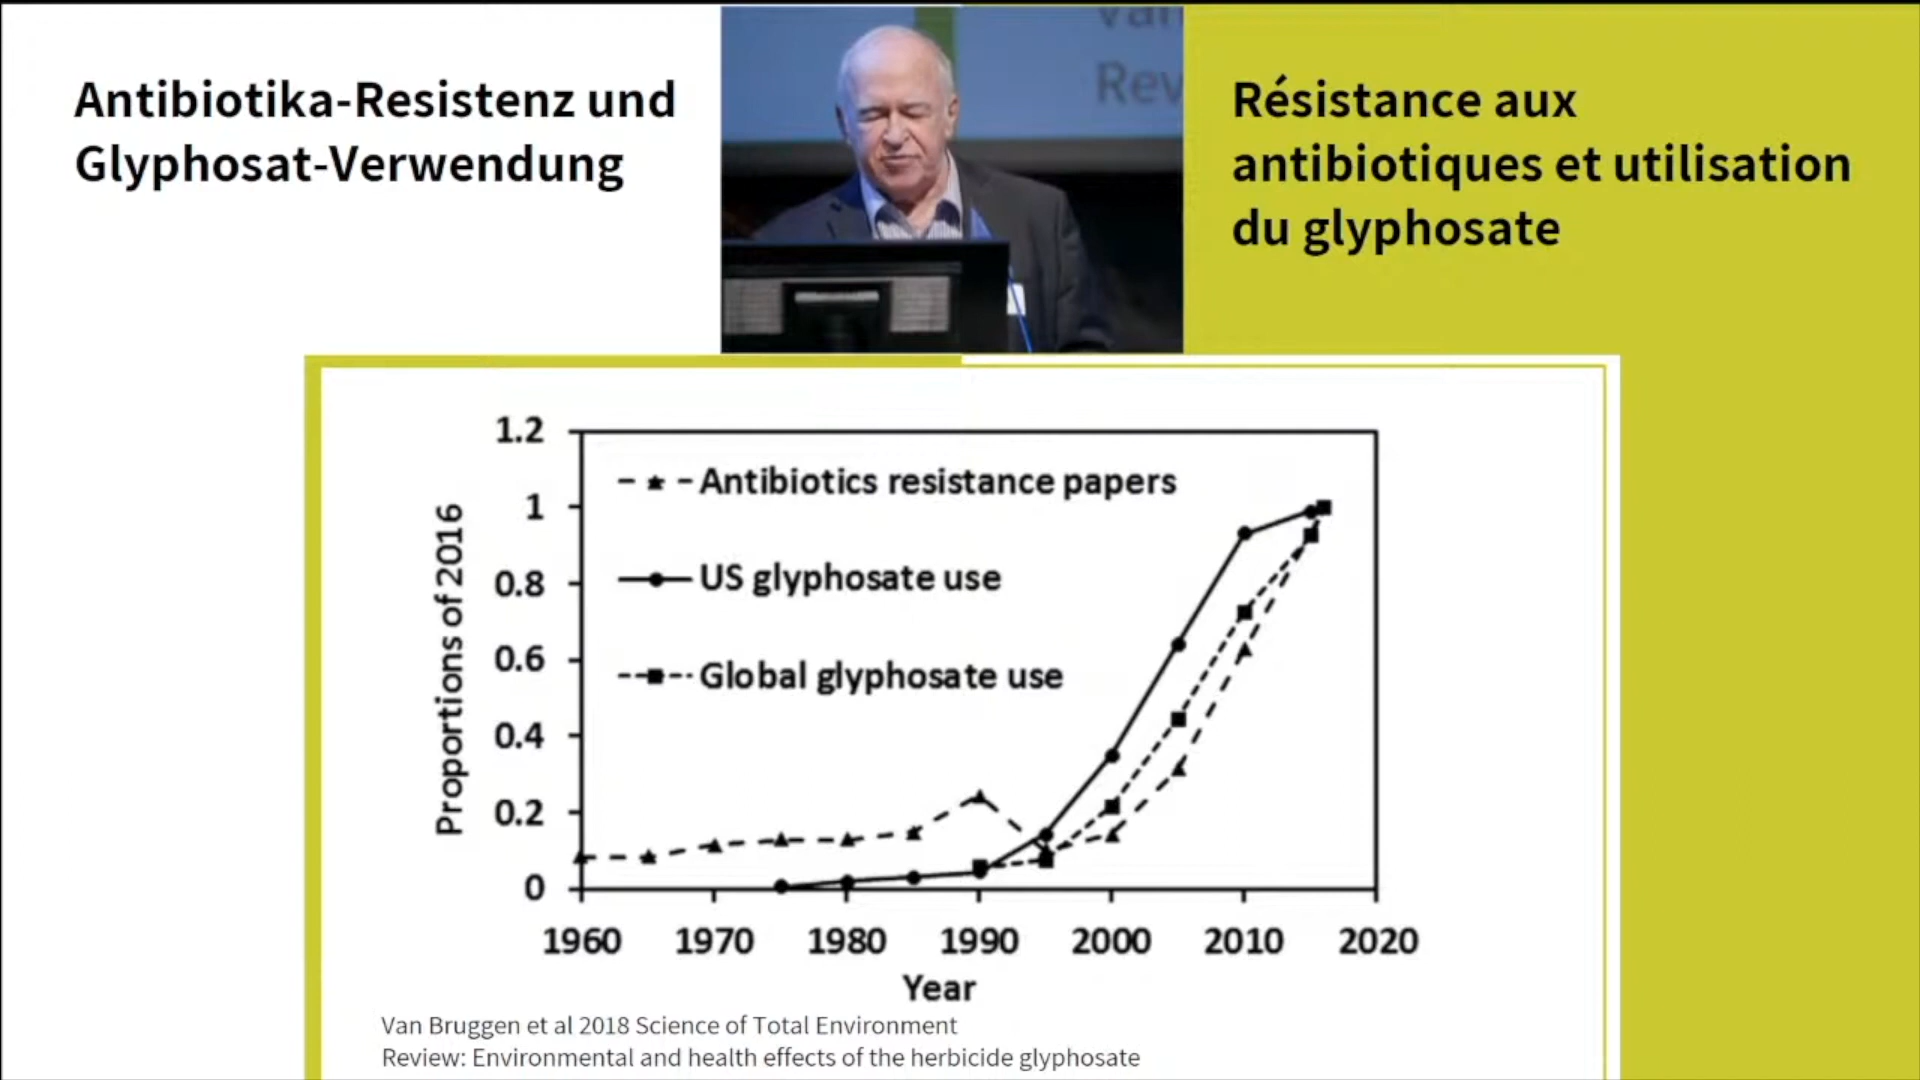 Antibiotika-Resistenz und
Glyphosat-Verwendung
Rev
Résistance aux
antibiotiques et utilisation
du glyphosate
1.2
1
0.8
0.6
0.4
0.2
0
Proportions of 2016
Antibiotics resistance papers
US glyphosate use
Global glyphosate use
1960 1970 1980 1990 2000 2010 2020
Year
Van Bruggen et al 2018 Science of Total Environment
Review: Environmental and health effects of the herbicide glyphosate